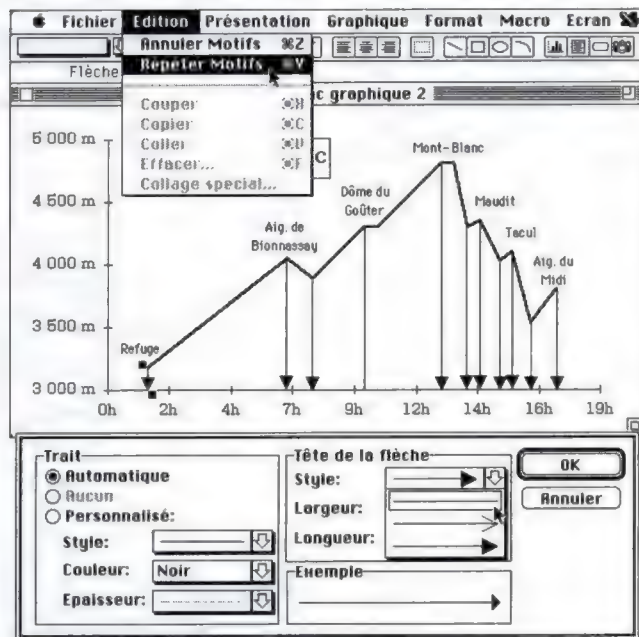 Fichier Edition Présentation Graphique Format Macro Ecran
Annuler Motifs ⌘Z
Répéter Motifs ⌘Y
Flèche
Couper ⌘X
Copier ⌘C
Coller ⌘V
Effacer... ⌘F
Collage spécial...
c graphique 2
C
5 000 m
4 500 m
4 000 m
3 500 m
3 000 m
Refuge
Aig. de
Bionnassay
Dôme du
Goûter
Mont-Blanc
Maudit
Tacul
Aig. du
Midi
0h 2h 7h 9h 12h 14h 16h 19h
Trait
Automatique
Aucun
Personnalisé:
Style:
Couleur: Noir
Epaisseur:
Tête de la flèche
Style:
Largeur:
Longueur:
Exemple
OK
Annuler